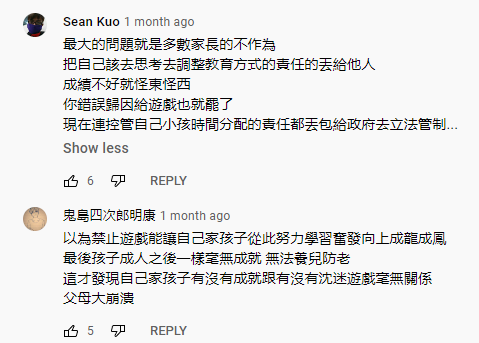 Sean Kuo 1 month ago
最大的問題就是多數家長的不作為
把自己該去思考去調整教育方式的責任的丟給他人
成績不好就怪東怪西
你錯誤歸因給遊戲也就罷了
現在連控管自己小孩時間分配的責任都丟包給政府去立法管制...
Show less
6 REPLY
鬼島四次郎明康 1 month ago
以為禁止遊戲能讓自己家孩子從此努力學習奮發向上成龍成鳳
最後孩子成人之後一樣毫無成就 無法養兒防老
這才發現自己家孩子有沒有成就跟有沒有沈迷遊戲毫無關係
父母大崩潰
5 REPLY